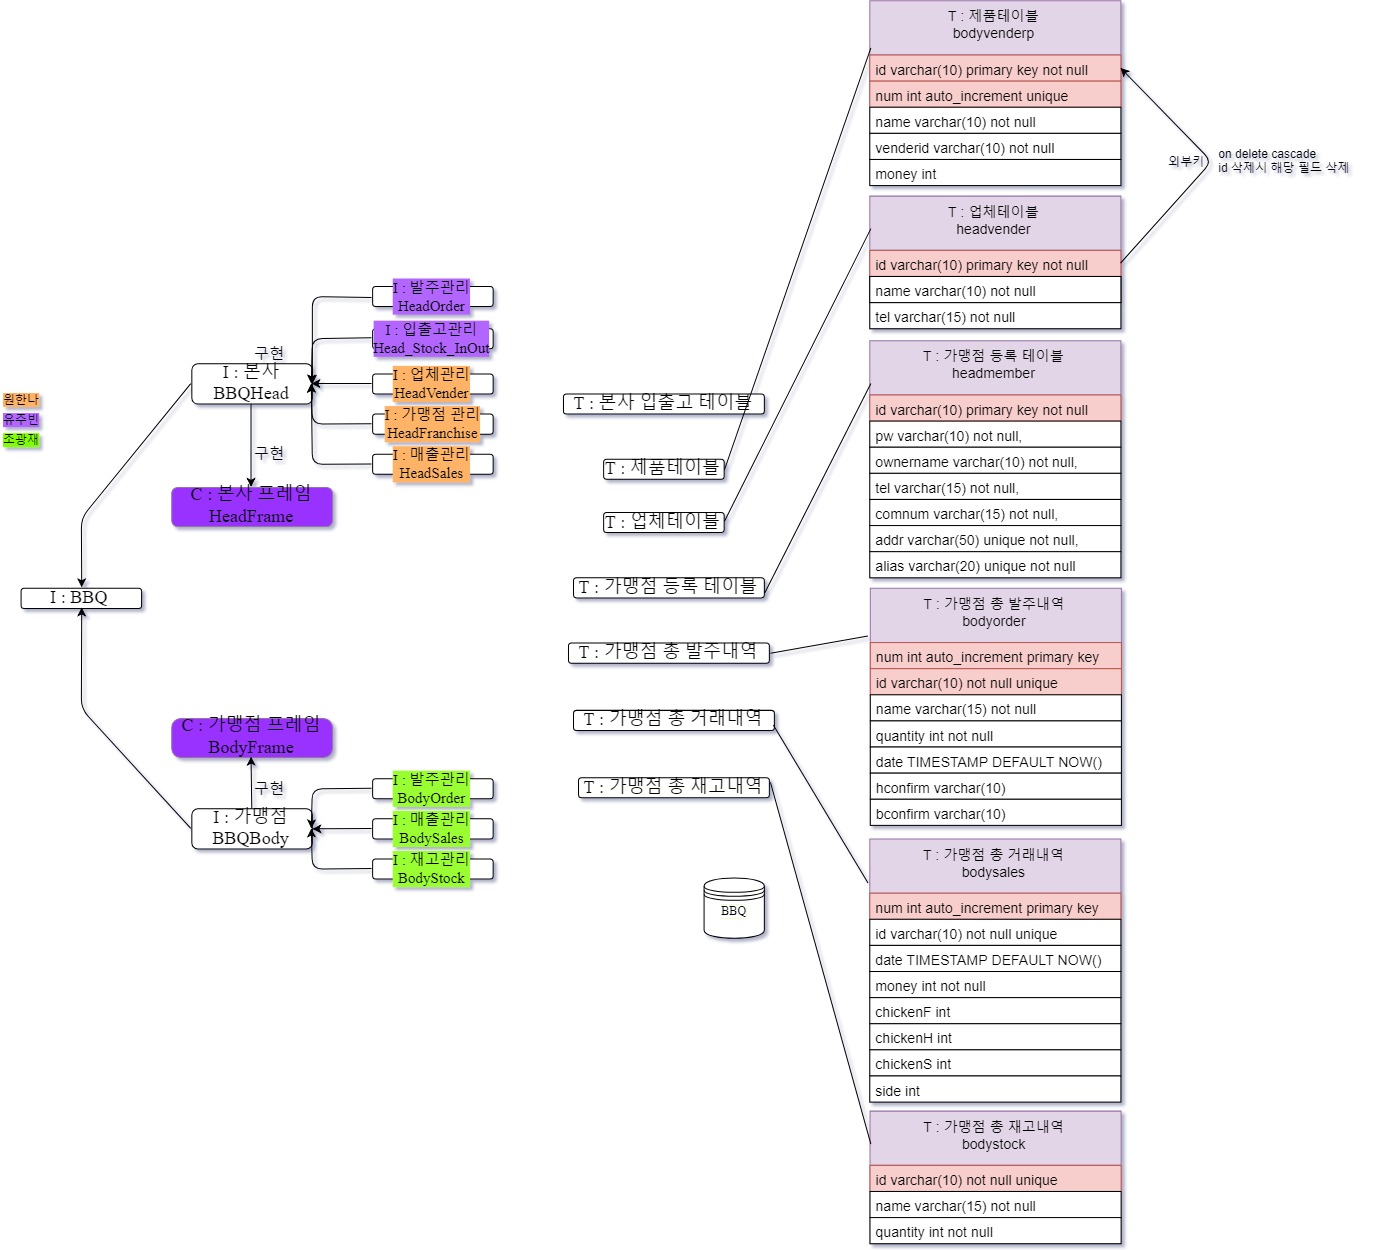 원한나
유주빈
조광재
I : BBQ
구현
I : 본사
BBQHead
구현
C : 본사 프레임
HeadFrame
I : 발주관리
HeadOrder
I : 입출고관리
Head_Stock_InOut
I : 업체관리
HeadVender
I : 가맹점 관리
HeadFranchise
I : 매출관리
HeadSales
C : 가맹점 프레임
BodyFrame
구현
I : 가맹점
BBQBody
I : 발주관리
BodyOrder
I : 매출관리
BodySales
I : 재고관리
BodyStock
T : 본사 입출고 테이블
T : 제품테이블
T : 업체테이블
T : 가맹점 등록 테이블
T : 가맹점 총 발주내역
T : 가맹점 총 거래내역
T : 가맹점 총 재고내역
BBQ
T : 제품테이블
bodyvenderp
id varchar(10) primary key not null
num int auto_increment unique
name varchar(10) not null
venderid varchar(10) not null
money int
외부키
on delete cascade
id 삭제시 해당 필드 삭제
T : 업체테이블
headvender
id varchar(10) primary key not null
name varchar(10) not null
tel varchar(15) not null
T : 가맹점 등록 테이블
headmember
id varchar(10) primary key not null
pw varchar(10) not null,
ownername varchar(10) not null,
tel varchar(15) not null,
comnum varchar(15) not null,
addr varchar(50) unique not null,
alias varchar(20) unique not null
T : 가맹점 총 발주내역
bodyorder
num int auto_increment primary key
id varchar(10) not null unique
name varchar(15) not null
quantity int not null
date TIMESTAMP DEFAULT NOW()
hconfirm varchar(10)
bconfirm varchar(10)
T : 가맹점 총 거래내역
bodysales
num int auto_increment primary key
id varchar(10) not null unique
date TIMESTAMP DEFAULT NOW()
money int not null
chickenF int
chickenH int
chickenS int
side int
T : 가맹점 총 재고내역
bodystock
id varchar(10) not null unique
name varchar(15) not null
quantity int not null